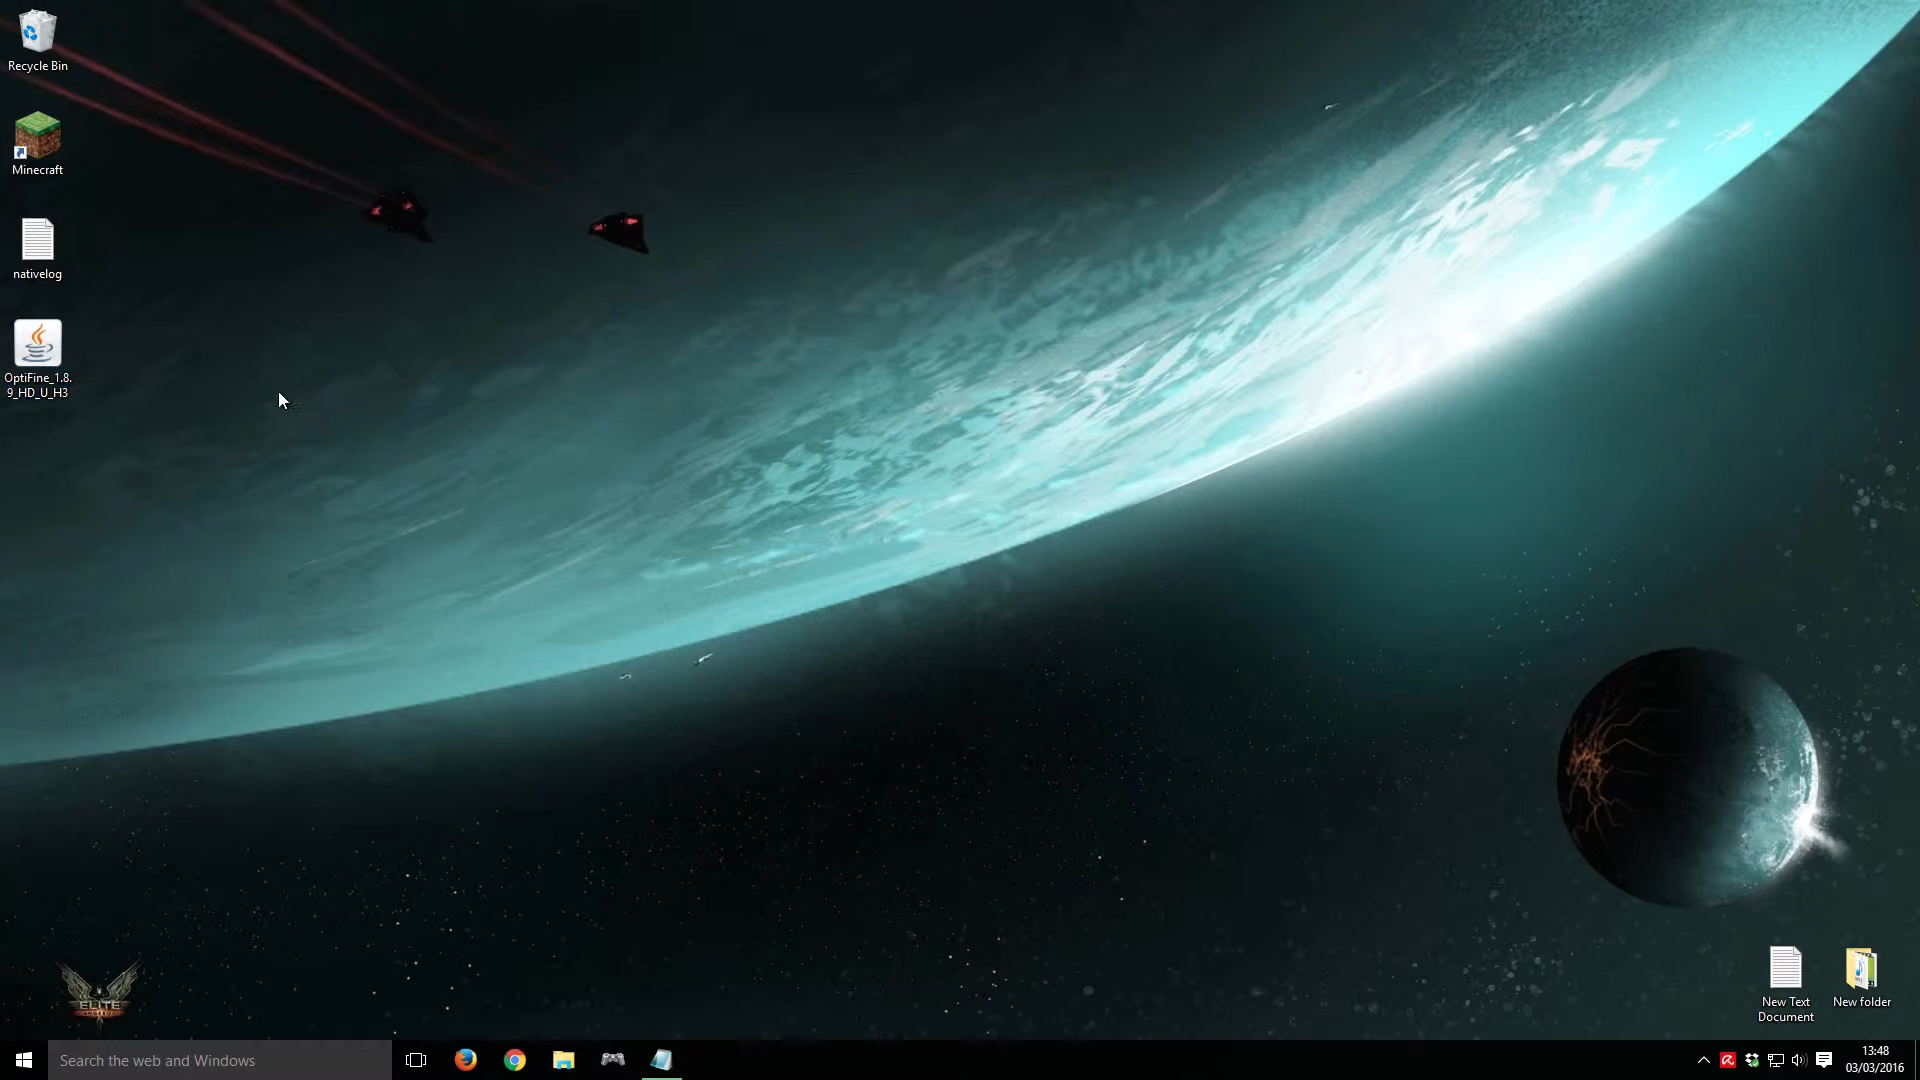 Recycle Bin
Minecraft
nativelog
OptiFine_1.8.
9_HD_U_H3
ELITE
New Text
Document
New folder
Search the web and Windows
13:48
03/03/2016